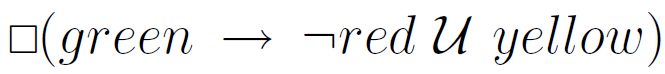 □(green → ¬red 𝒰 yellow)